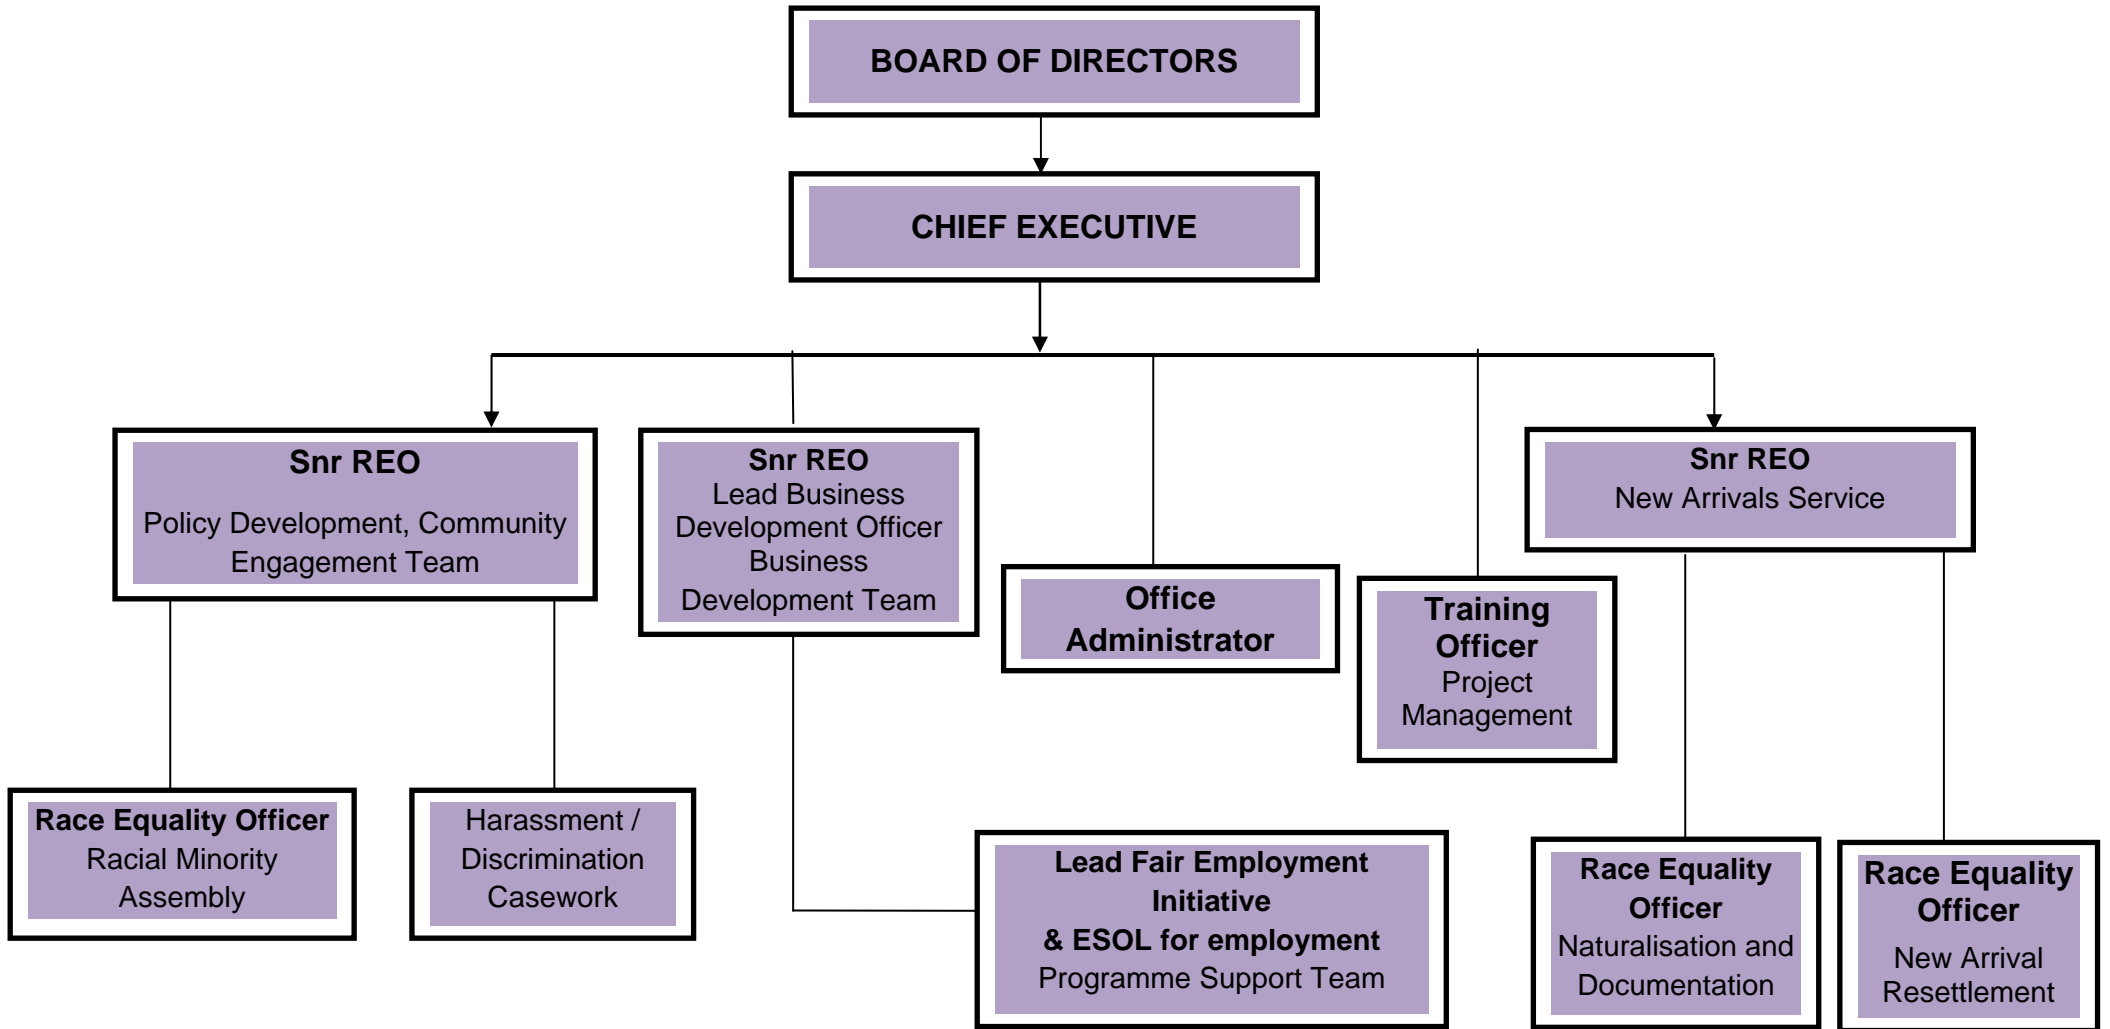 BOARD OF DIRECTORS
CHIEF EXECUTIVE
Snr REO
Policy Development, Community
Engagement Team
Snr REO
Lead Business
Development Officer
Business
Development Team
Office
Administrator
Training
Officer
Project
Management
Snr REO
New Arrivals Service
Race Equality Officer
Racial Minority
Assembly
Harassment /
Discrimination
Casework
Lead Fair Employment
Initiative
& ESOL for employment
Programme Support Team
Race Equality
Officer
Naturalisation and
Documentation
Race Equality
Officer
New Arrival
Resettlement